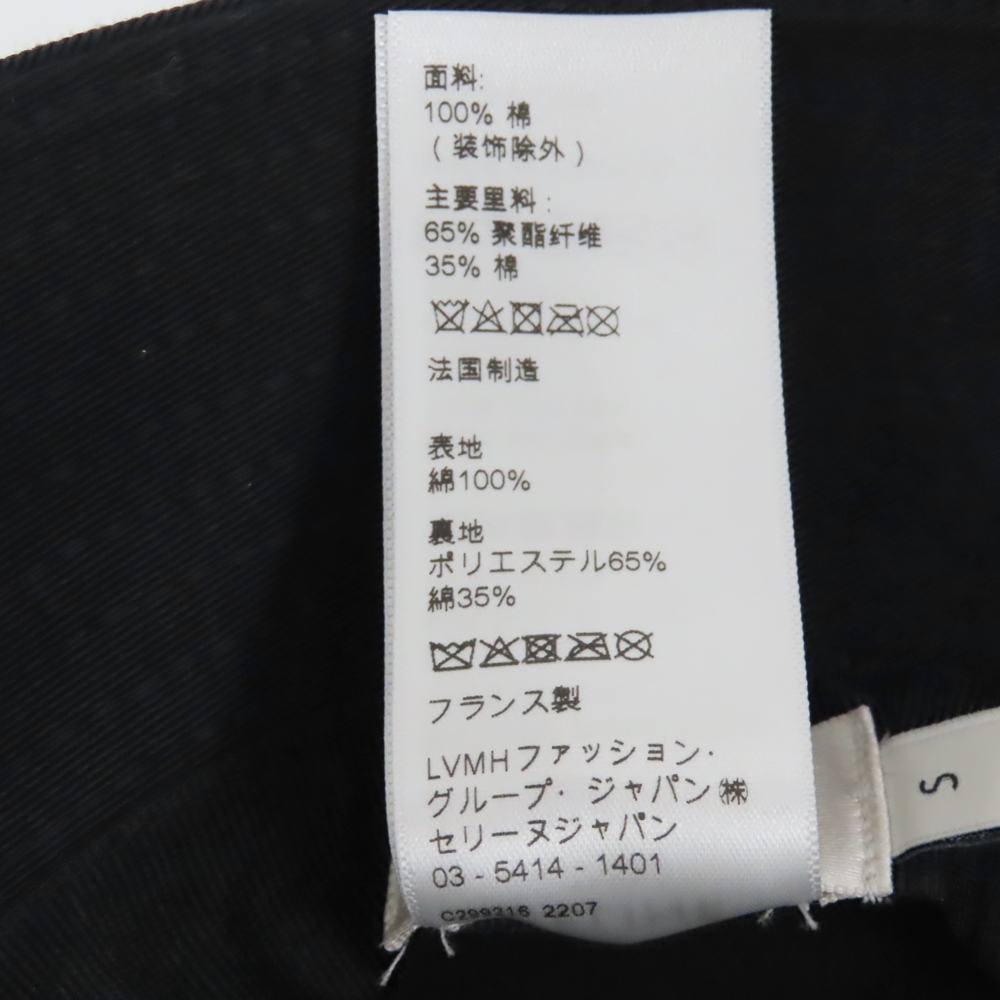 面料:
100% 棉
( 装饰除外 )
主要里料 :
65% 聚酯纤维
35% 棉
法国制造
表地
綿100%
裏地
ポリエステル65%
綿35%
フランス製
LVMHファッション·
グループ· ジャパン㈱
セリーヌジャパン
03 - 5414 - 1401
C299216 2207
S